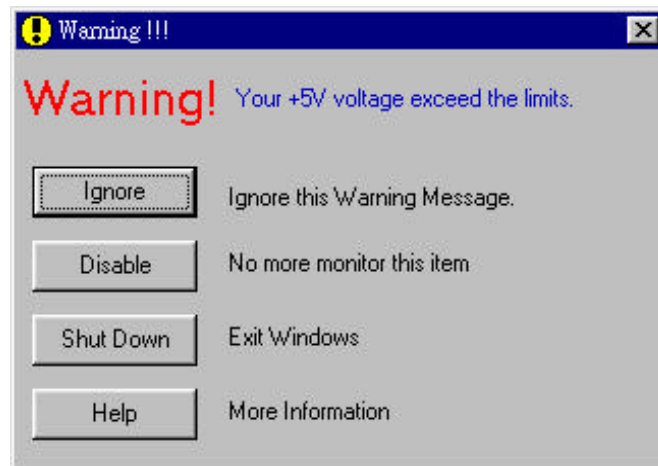 Warning !!!
Warning! Your +5V voltage exceed the limits.
Ignore Ignore this Warning Message.
Disable No more monitor this item
Shut Down Exit Windows
Help More Information